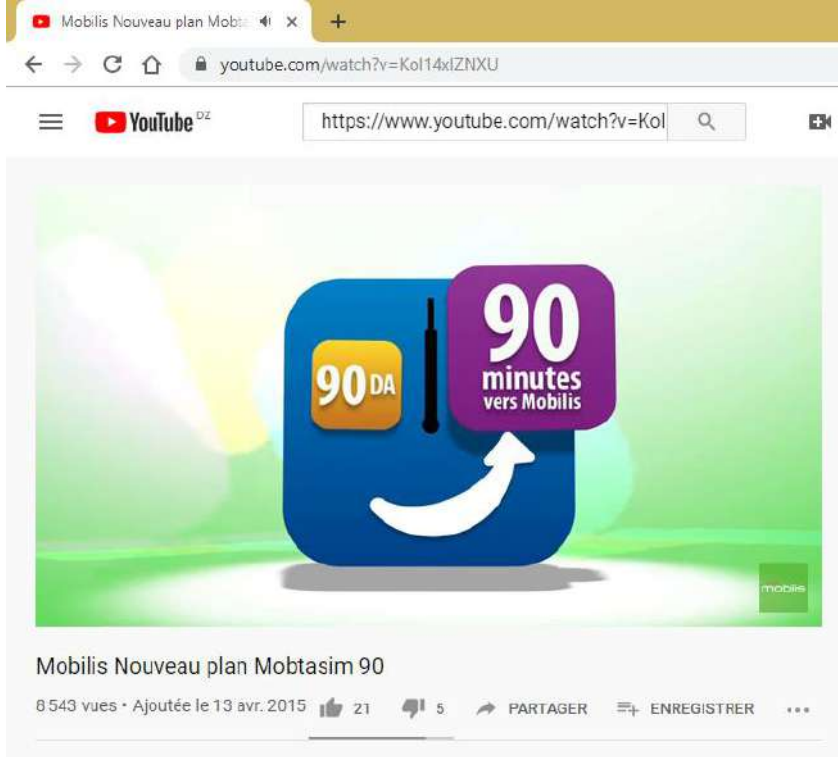 Mobilis Nouveau plan Mobta
youtube.com/watch?v=Kol14xlZNXU
YouTube DZ
https://www.youtube.com/watch?v=Kol
90 DA
90
minutes
vers Mobilis
mobilis
Mobilis Nouveau plan Mobtasim 90
8 543 vues • Ajoutée le 13 avr. 2015 21 5 PARTAGER ENREGISTRER